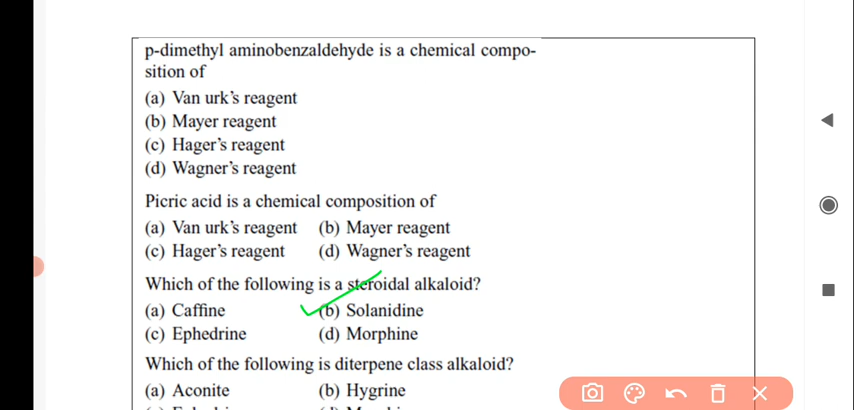 p-dimethyl aminobenzaldehyde is a chemical compo-
sition of
(a) Van urk's reagent
(b) Mayer reagent
(c) Hager's reagent
(d) Wagner's reagent
Picric acid is a chemical composition of
(a) Van urk's reagent (b) Mayer reagent
(c) Hager's reagent (d) Wagner's reagent
Which of the following is a steroidal alkaloid?
(a) Caffine (b) Solanidine
(c) Ephedrine (d) Morphine
Which of the following is diterpene class alkaloid?
(a) Aconite (b) Hygrine